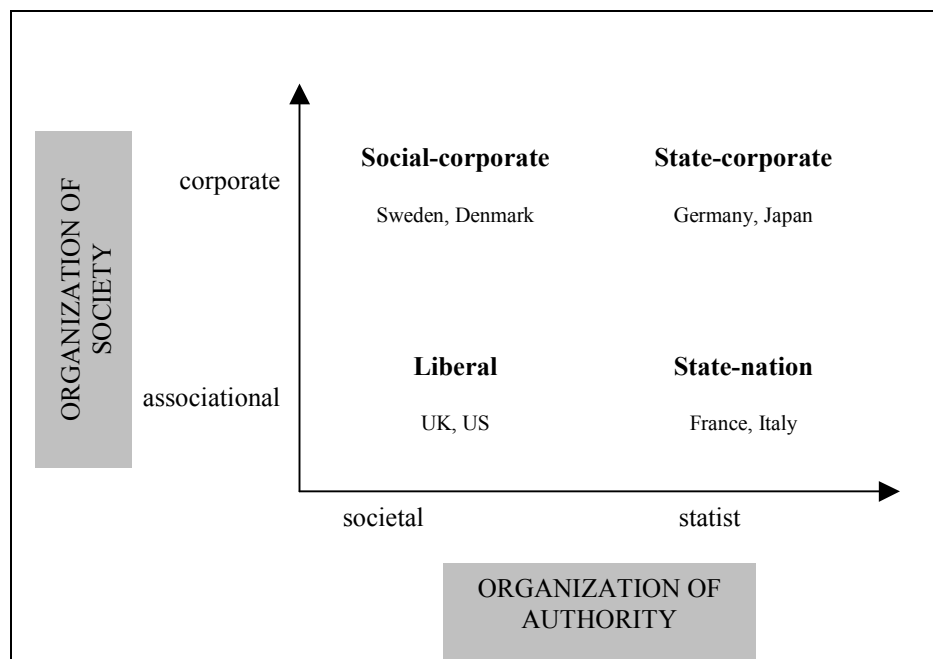 ORGANIZATION OF
SOCIETY
corporate
associational
Social-corporate
Sweden, Denmark
State-corporate
Germany, Japan
Liberal
UK, US
State-nation
France, Italy
societal
statist
ORGANIZATION OF
AUTHORITY